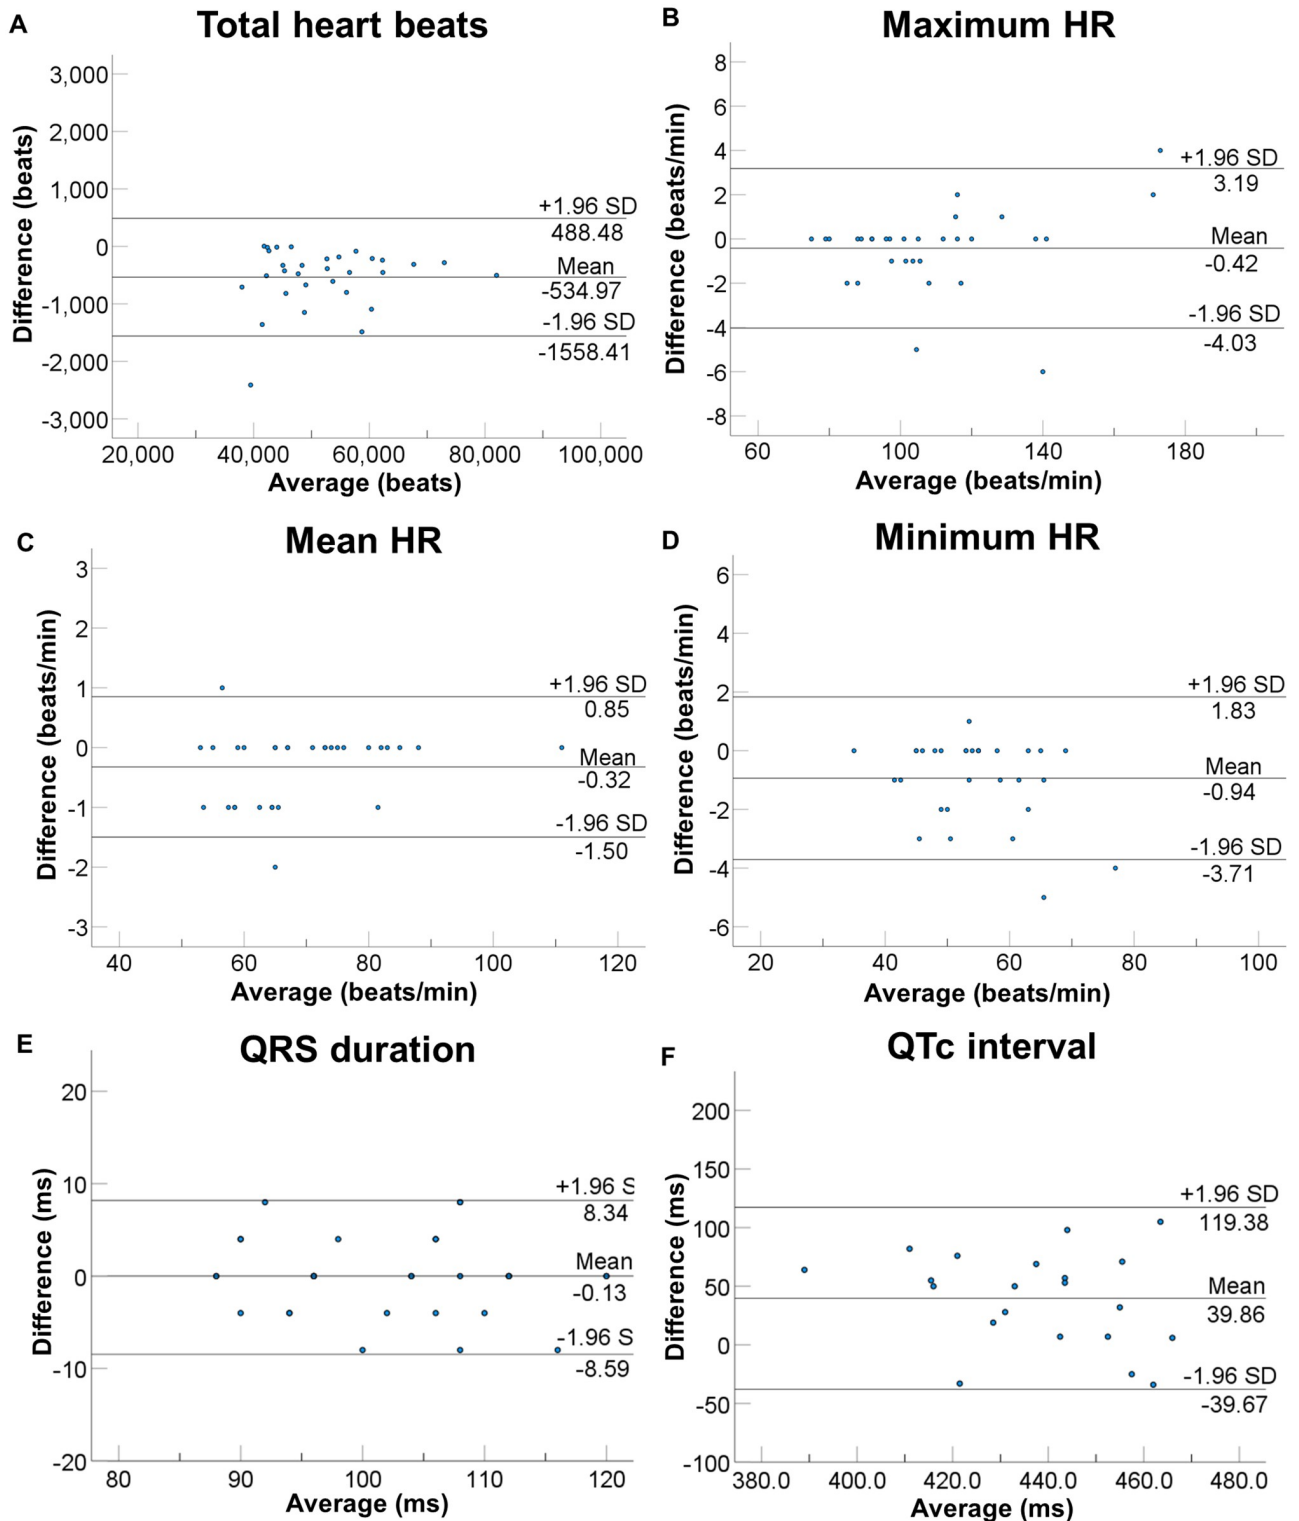 A
Total heart beats
3,000
2,000
1,000
0
-1,000
-2,000
-3,000
Difference (beats)
+1.96 SD
488.48
Mean
-534.97
-1.96 SD
-1558.41
20,000 40,000 60,000 80,000 100,000
Average (beats)
B
Maximum HR
8
6
4
2
0
-2
-4
-6
-8
Difference (beats/min)
+1.96 SD
3.19
Mean
-0.42
-1.96 SD
-4.03
60 100 140 180
Average (beats/min)
C
Mean HR
3
2
1
0
-1
-2
-3
Difference (beats/min)
+1.96 SD
0.85
Mean
-0.32
-1.96 SD
-1.50
40 60 80 100 120
Average (beats/min)
D
Minimum HR
6
4
2
0
-2
-4
-6
Difference (beats/min)
+1.96 SD
1.83
Mean
-0.94
-1.96 SD
-3.71
20 40 60 80 100
Average (beats/min)
E
QRS duration
20
10
0
-10
-20
Difference (ms)
+1.96 S
8.34
Mean
-0.13
-1.96 S
-8.59
80 90 100 110 120
Average (ms)
F
QTc interval
200
150
100
50
0
-50
-100
Difference (ms)
+1.96 SD
119.38
Mean
39.86
-1.96 SD
-39.67
380.0 400.0 420.0 440.0 460.0 480.0
Average (ms)